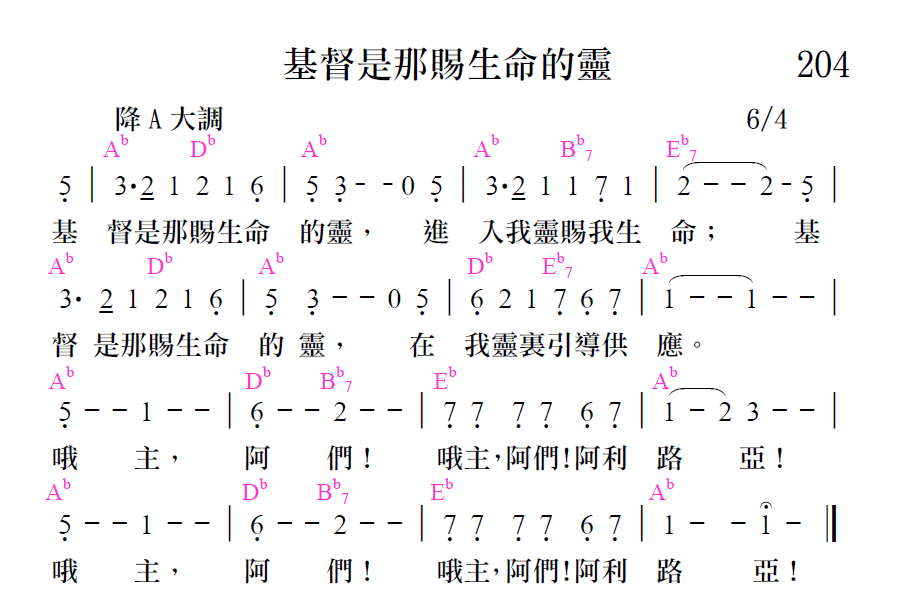 基督是那賜生命的靈 204
降A大調 6/4
A♭ D♭ A♭ A♭ B♭7 E♭7
5̣ | 3·2̲ 1 2 1 6̣ | 5̣ 3̣ - - 0 5̣ | 3·2̲ 1 1 7̣ 1 | 2 - - 2 - 5̣ |
基 督是那賜生命 的靈， 進 入我靈賜我生 命； 基
A♭ D♭ A♭ D♭ E♭7 A♭
3· 2̲ 1 2 1 6̣ | 5̣ 3̣ - - 0 5̣ | 6̣ 2 1 7̣ 6̣ 7̣ | 1 - - 1 - - |
督 是那賜生命 的 靈， 在 我靈裏引導供 應。
A♭ D♭ B♭7 E♭ A♭
5̣ - - 1 - - | 6̣ - - 2 - - | 7̣ 7̣ 7̣ 7̣ 6̣ 7̣ | 1 - 2 3 - - |
哦 主， 阿 們！ 哦主，阿們！阿利 路 亞！
A♭ D♭ B♭7 E♭ A♭
5̣ - - 1 - - | 6̣ - - 2 - - | 7̣ 7̣ 7̣ 7̣ 6̣ 7̣ | 1 - - 1̇ - ‖
哦 主， 阿 們！ 哦主，阿們！阿利 路 亞！